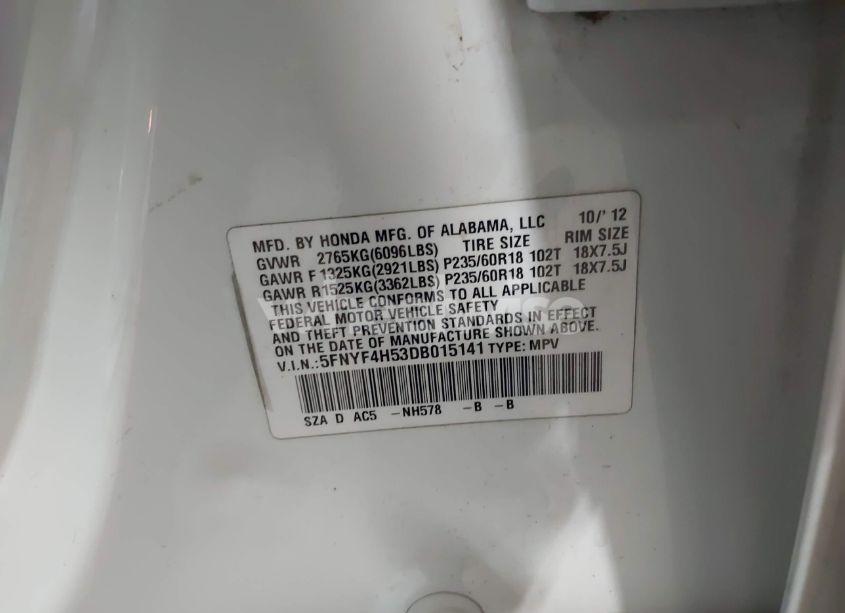 MFD. BY HONDA MFG. OF ALABAMA, LLC 10/' 12
GVWR 2765KG(6096LBS) TIRE SIZE RIM SIZE
GAWR F 1325KG(2921LBS) P235/60R18 102T 18X7.5J
GAWR R1525KG(3362LBS) P235/60R18 102T 18X7.5J
THIS VEHICLE CONFORMS TO ALL APPLICABLE
FEDERAL MOTOR VEHICLE SAFETY
AND THEFT PREVENTION STANDARDS IN EFFECT
ON THE DATE OF MANUFACTURE SHOWN ABOVE.
V.I.N.:5FNYF4H53DB015141 TYPE: MPV
SZA D AC5 -NH578 -B -B